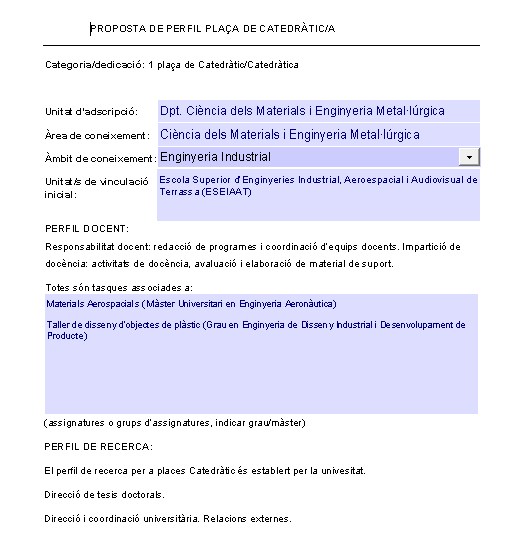 PROPOSTA DE PERFIL PLAÇA DE CATEDRÀTIC/A
Categoria/dedicació: 1 plaça de Catedràtic/Catedràtica
Unitat d'adscripció: Dpt. Ciència dels Materials i Enginyeria Metal·lúrgica
Àrea de coneixement: Ciència dels Materials i Enginyeria Metal·lúrgica
Àmbit de coneixement: Enginyeria Industrial
Unitat/s de vinculació inicial: Escola Superior d'Enginyeries Industrial, Aeroespacial i Audiovisual de
Terrassa (ESEIAAT)
PERFIL DOCENT:
Responsabilitat docent: redacció de programes i coordinació d'equips docents. Impartició de
docència: activitats de docència, avaluació i elaboració de material de suport.
Totes són tasques associades a:
Materials Aerospacials (Màster Universitari en Enginyeria Aeronàutica)
Taller de disseny d'objectes de plàstic (Grau en Enginyeria de Disseny Industrial i Desenvolupament de
Producte)
(assignatures o grups d'assignatures, indicar grau/màster)
PERFIL DE RECERCA:
El perfil de recerca per a places Catedràtic és establert per la univesitat.
Direcció de tesis doctorals.
Direcció i coordinació universitària. Relacions externes.